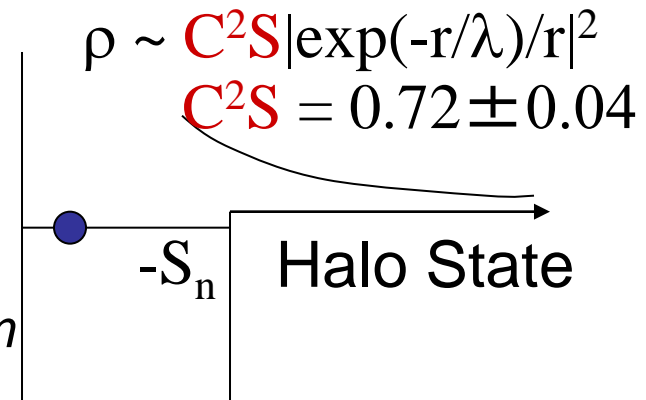 ρ ~ C²S|exp(-r/λ)/r|²
C²S = 0.72±0.04
-Sₙ
Halo State
n